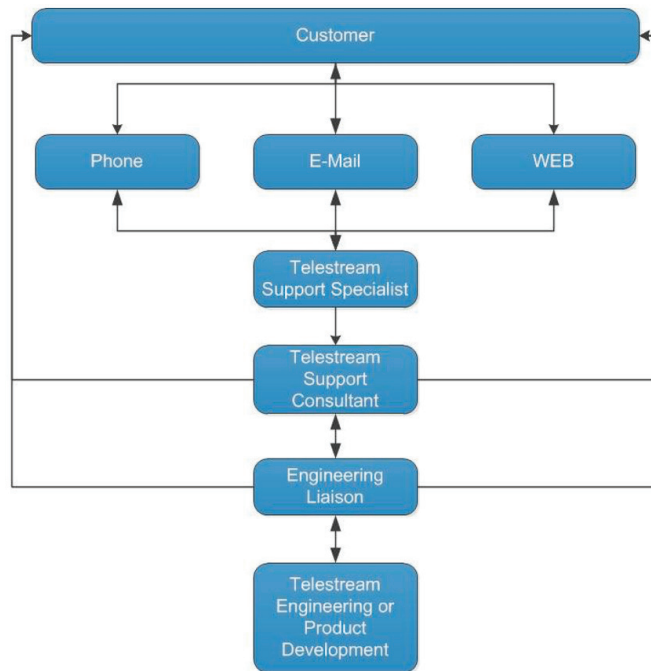 Customer
Phone
E-Mail
WEB
Telestream
Support Specialist
Telestream
Support
Consultant
Engineering
Liaison
Telestream
Engineering or
Product
Development